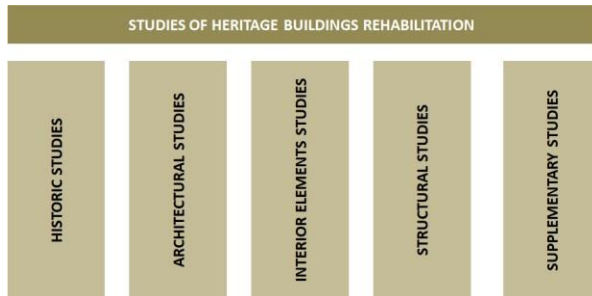 STUDIES OF HERITAGE BUILDINGS REHABILITATION
HISTORIC STUDIES
ARCHITECTURAL STUDIES
INTERIOR ELEMENTS STUDIES
STRUCTURAL STUDIES
SUPPLEMENTARY STUDIES